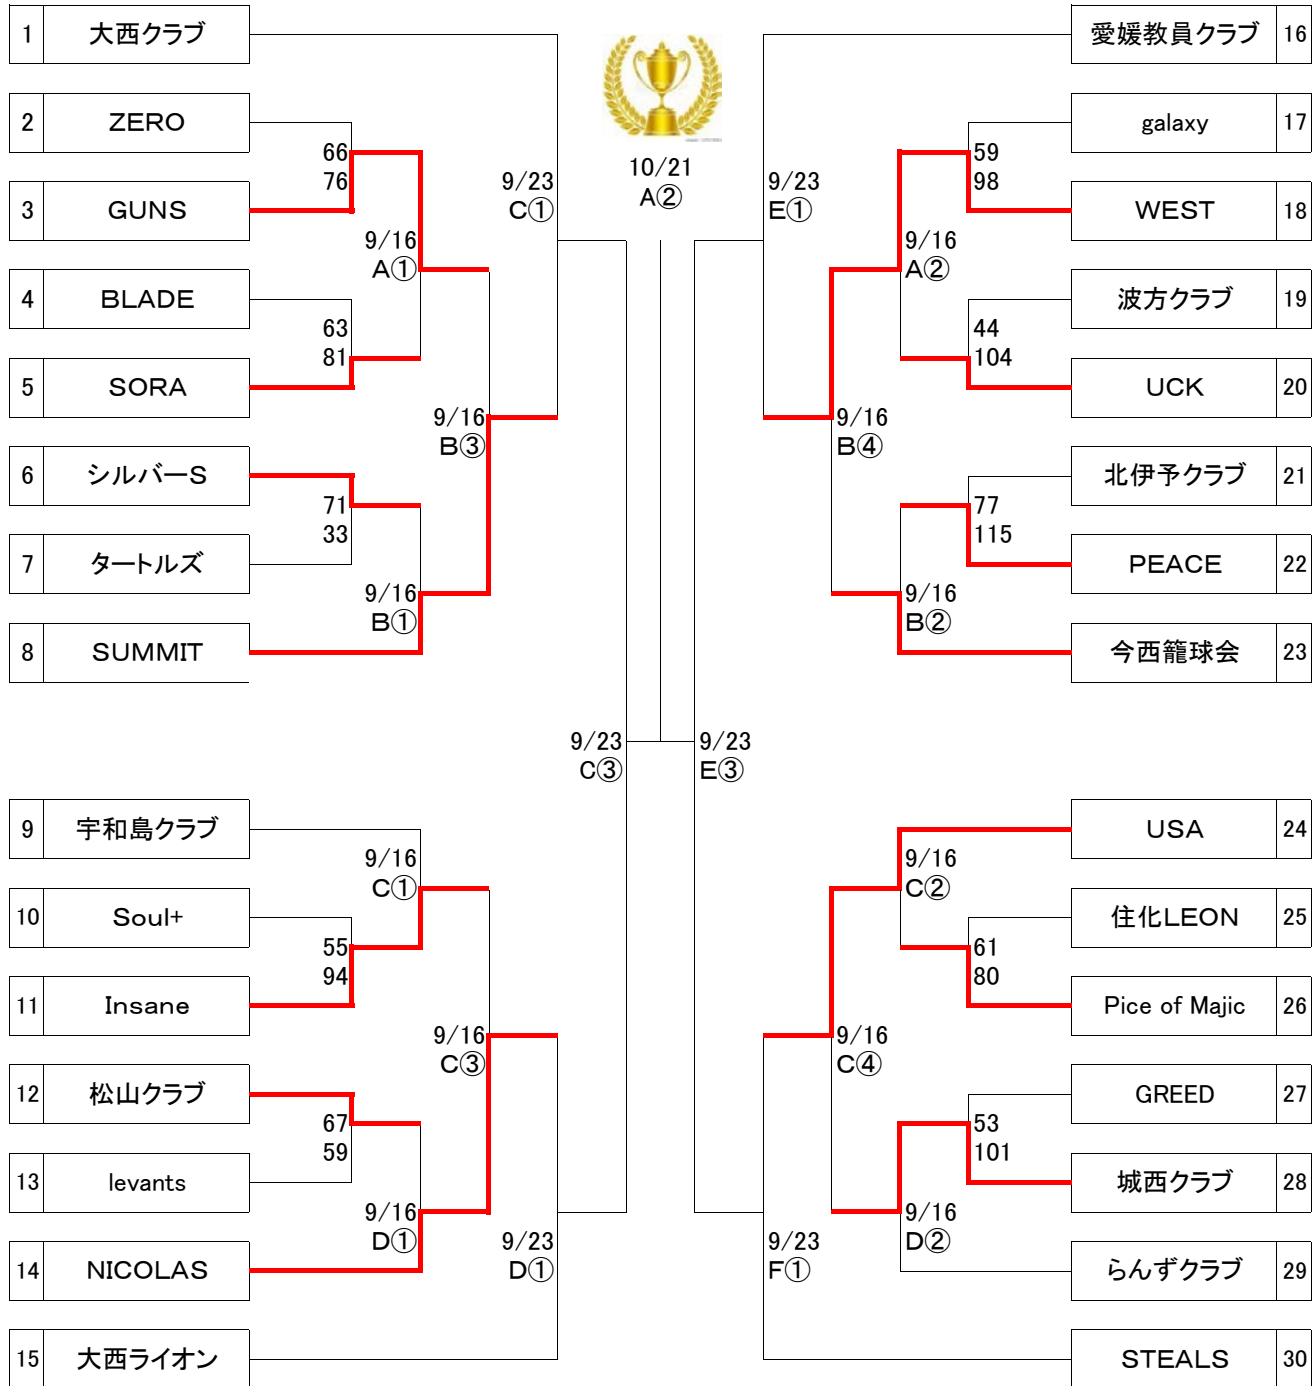 1 大西クラブ
2 ZERO
66
76
3 GUNS
9/16
A①
4 BLADE
63
81
5 SORA
9/16
B③
6 シルバーS
71
33
7 タートルズ
9/16
B①
8 SUMMIT
9/23
C①
10/21
A②
9/23
E①
愛媛教員クラブ 16
galaxy 17
59
98
WEST 18
9/16
A②
波方クラブ 19
44
104
UCK 20
9/16
B④
北伊予クラブ 21
77
115
PEACE 22
9/16
B②
今西籠球会 23
9/23
C③
9/23
E③
9 宇和島クラブ
9/16
C①
10 Soul+
55
94
11 Insane
9/16
C③
12 松山クラブ
67
59
13 levants
9/16
D①
14 NICOLAS
9/23
D①
15 大西ライオン
USA 24
9/16
C②
住化LEON 25
61
80
Pice of Majic 26
9/16
C④
GREED 27
53
101
城西クラブ 28
9/16
D②
らんずクラブ 29
9/23
F①
STEALS 30